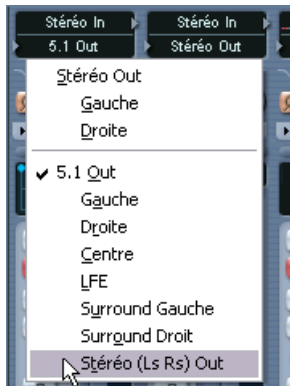 Stéréo In Stéréo In
5.1 Out Stéréo Out
Stéréo Out
Gauche
Droite
5.1 Out
Gauche
Droite
Centre
LFE
Surround Gauche
Surround Droit
Stéréo (Ls Rs) Out